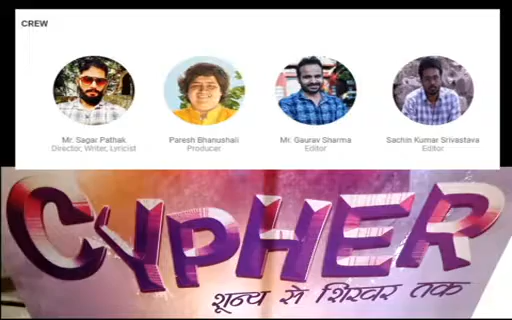 CREW
Mr. Sagar Pathak
Director, Writer, Lyricist
Paresh Bhanushali
Producer
Mr. Gaurav Sharma
Editor
Sachin Kumar Srivastava
Editor
CYPHER
शून्य से शिखर तक